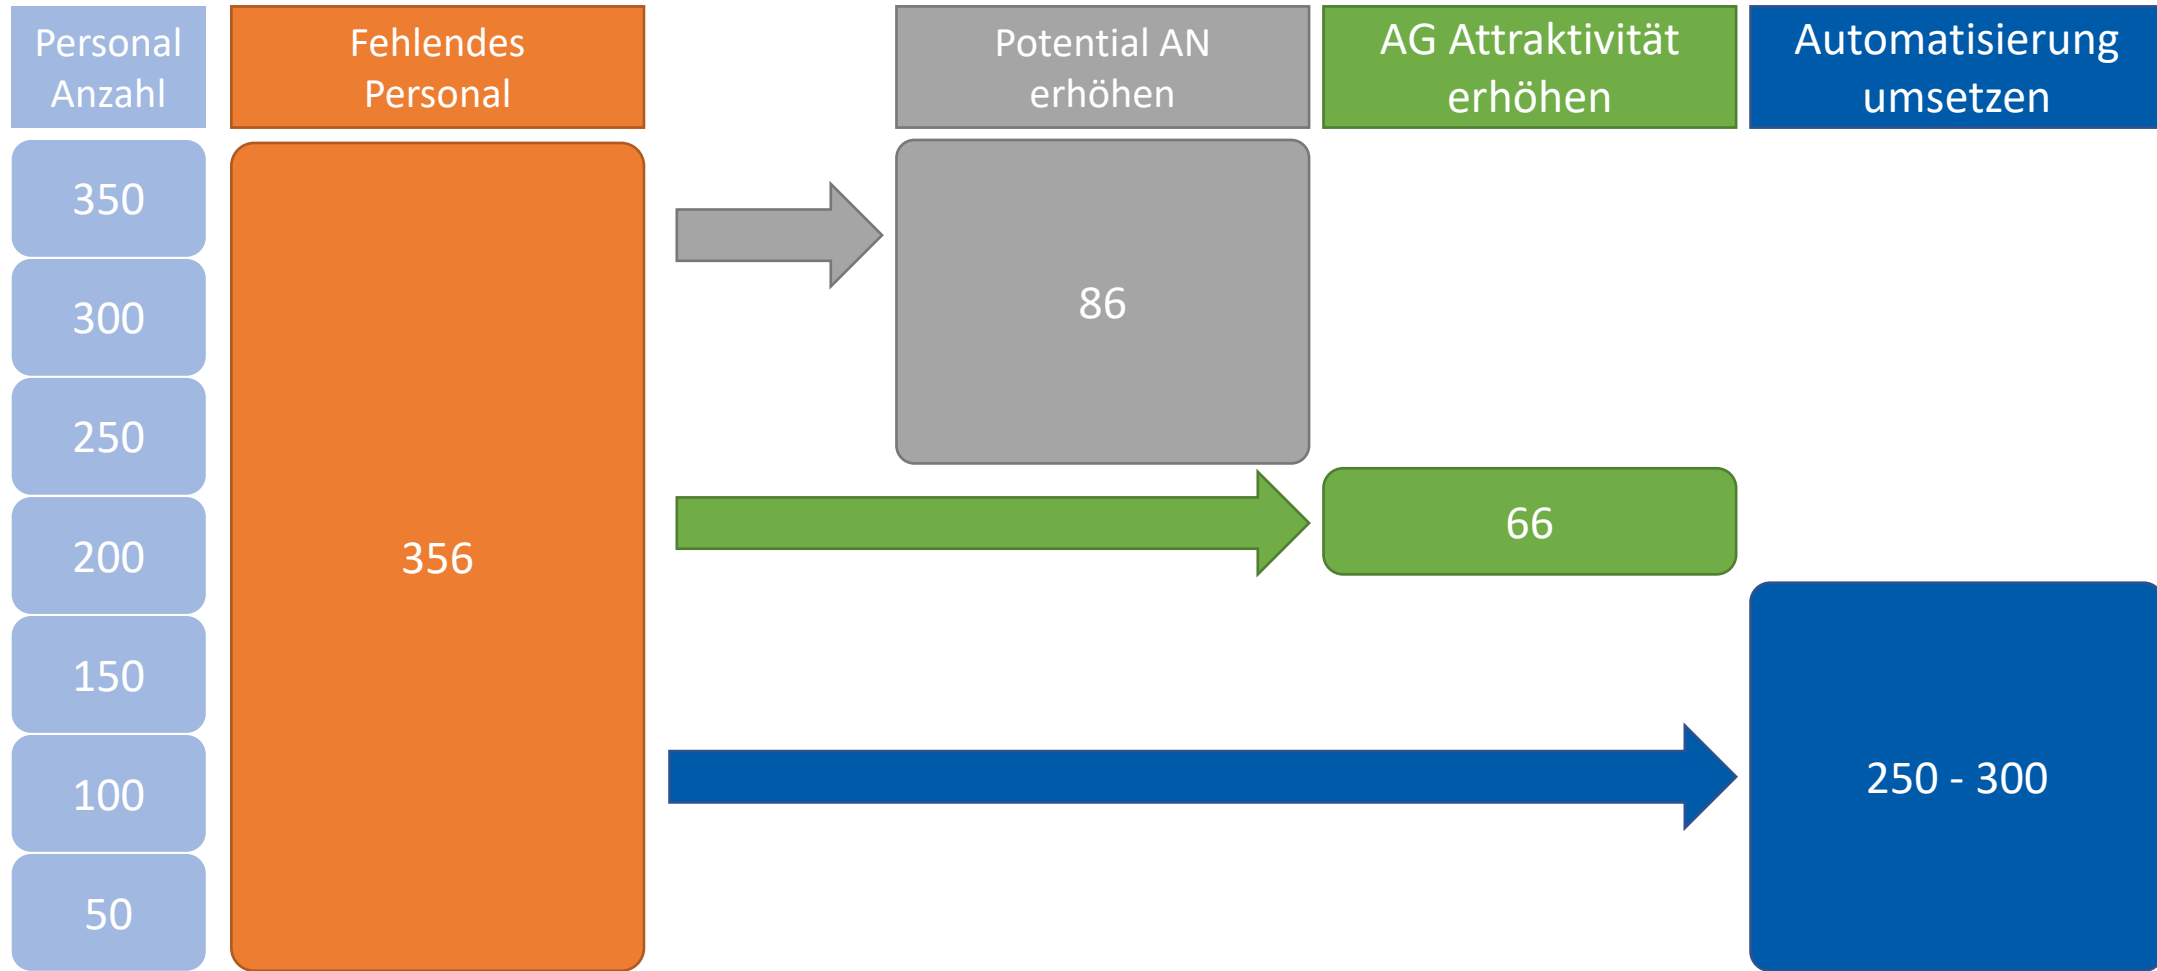 Personal
Anzahl
Fehlendes
Personal
Potential AN
erhöhen
AG Attraktivität
erhöhen
Automatisierung
umsetzen
350
300
250
200
150
100
50
356
86
66
250 - 300